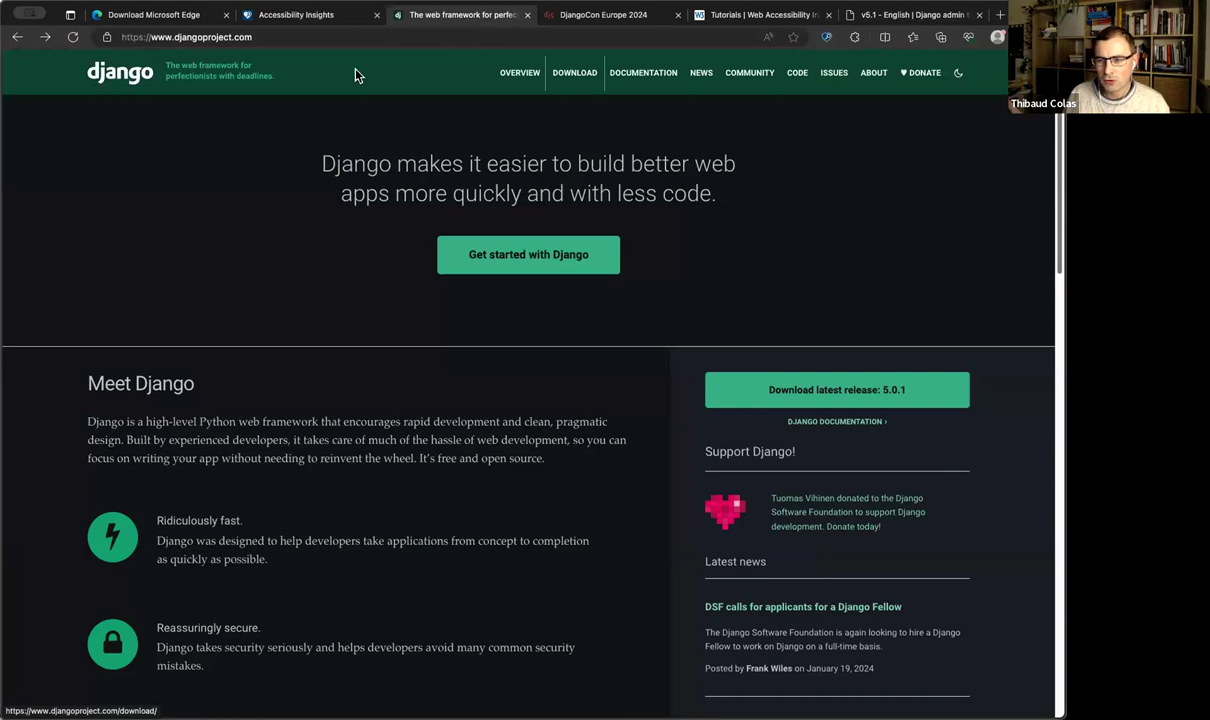 Download Microsoft Edge
Accessibility Insights
The web framework for perfec
DjangoCon Europe 2024
Tutorials | Web Accessibility In
v5.1 - English | Django admin t
https://www.djangoproject.com
django
The web framework for
perfectionists with deadlines.
OVERVIEW
DOWNLOAD
DOCUMENTATION
NEWS
COMMUNITY
CODE
ISSUES
ABOUT
♥ DONATE
Thibaud Colas
Django makes it easier to build better web
apps more quickly and with less code.
Get started with Django
Meet Django
Django is a high-level Python web framework that encourages rapid development and clean, pragmatic
design. Built by experienced developers, it takes care of much of the hassle of web development, so you can
focus on writing your app without needing to reinvent the wheel. It’s free and open source.
Ridiculously fast.
Django was designed to help developers take applications from concept to completion
as quickly as possible.
Reassuringly secure.
Django takes security seriously and helps developers avoid many common security
mistakes.
Download latest release: 5.0.1
DJANGO DOCUMENTATION ›
Support Django!
Tuomas Vihinen donated to the Django
Software Foundation to support Django
development. Donate today!
Latest news
DSF calls for applicants for a Django Fellow
The Django Software Foundation is again looking to hire a Django
Fellow to work on Django on a full-time basis.
Posted by Frank Wiles on January 19, 2024
https://www.djangoproject.com/download/